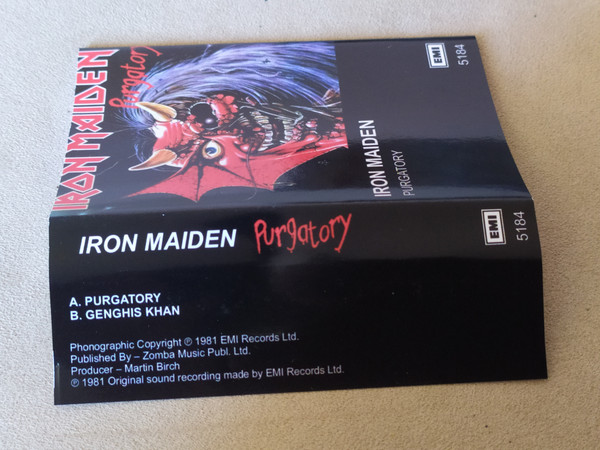 IRON MAIDEN
Purgatory
IRON MAIDEN
PURGATORY
EMI
5184
IRON MAIDEN Purgatory
EMI
5184
A. PURGATORY
B. GENGHIS KHAN
Phonographic Copyright ℗ 1981 EMI Records Ltd.
Published By – Zomba Music Publ. Ltd.
Producer – Martin Birch
℗ 1981 Original sound recording made by EMI Records Ltd.